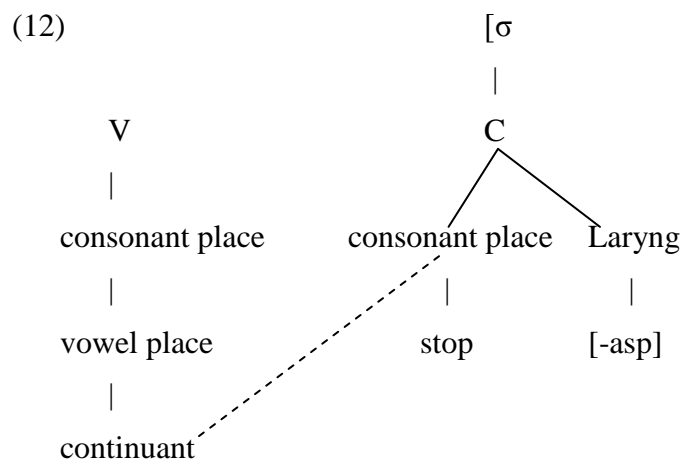 (12) [σ
|
V C
|
consonant place consonant place Laryng
| | |
vowel place stop [-asp]
|
continuant